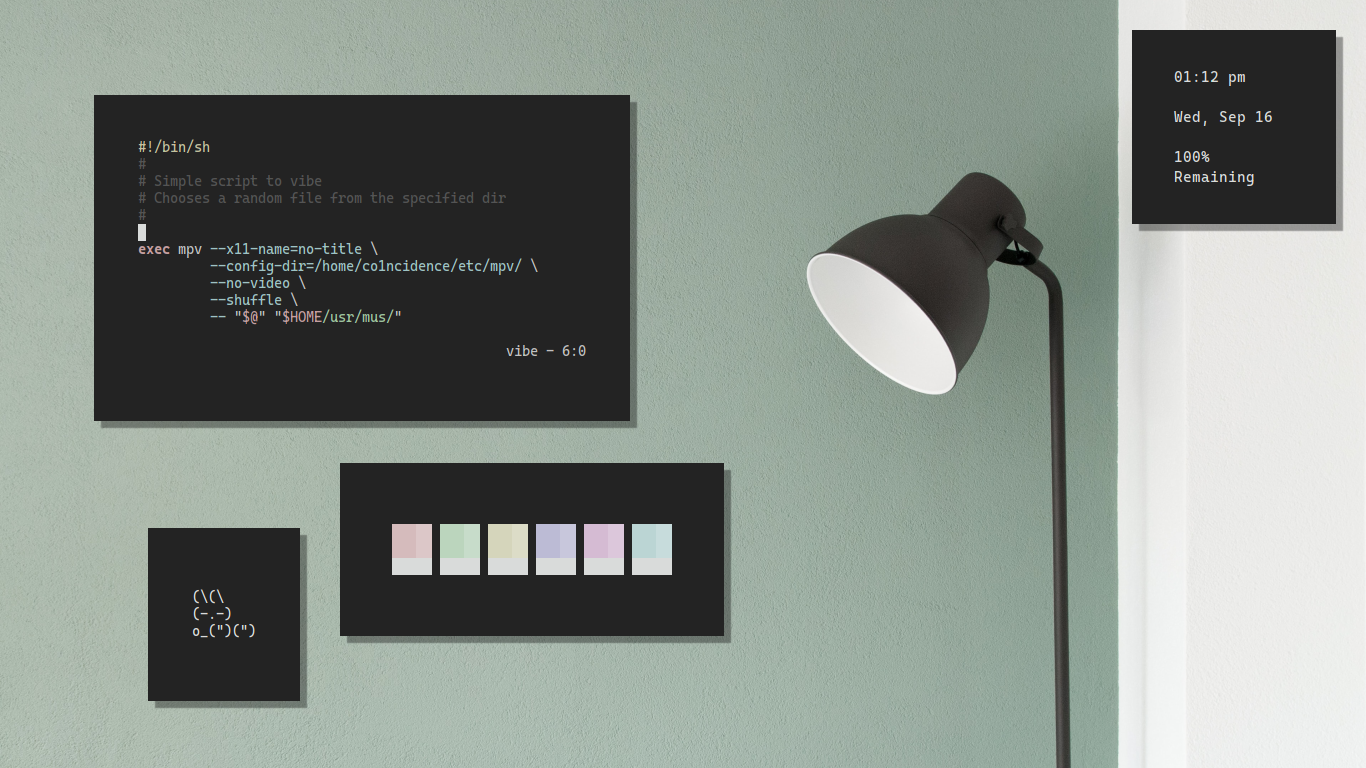 #!/bin/sh
#
# Simple script to vibe
# Chooses a random file from the specified dir
#
exec mpv --x11-name=no-title \
--config-dir=/home/co1ncidence/etc/mpv/ \
--no-video \
--shuffle \
-- "$@" "$HOME/usr/mus/"
vibe - 6:0
01:12 pm
Wed, Sep 16
100%
Remaining
(\(\
(-.-)
o_(")(")